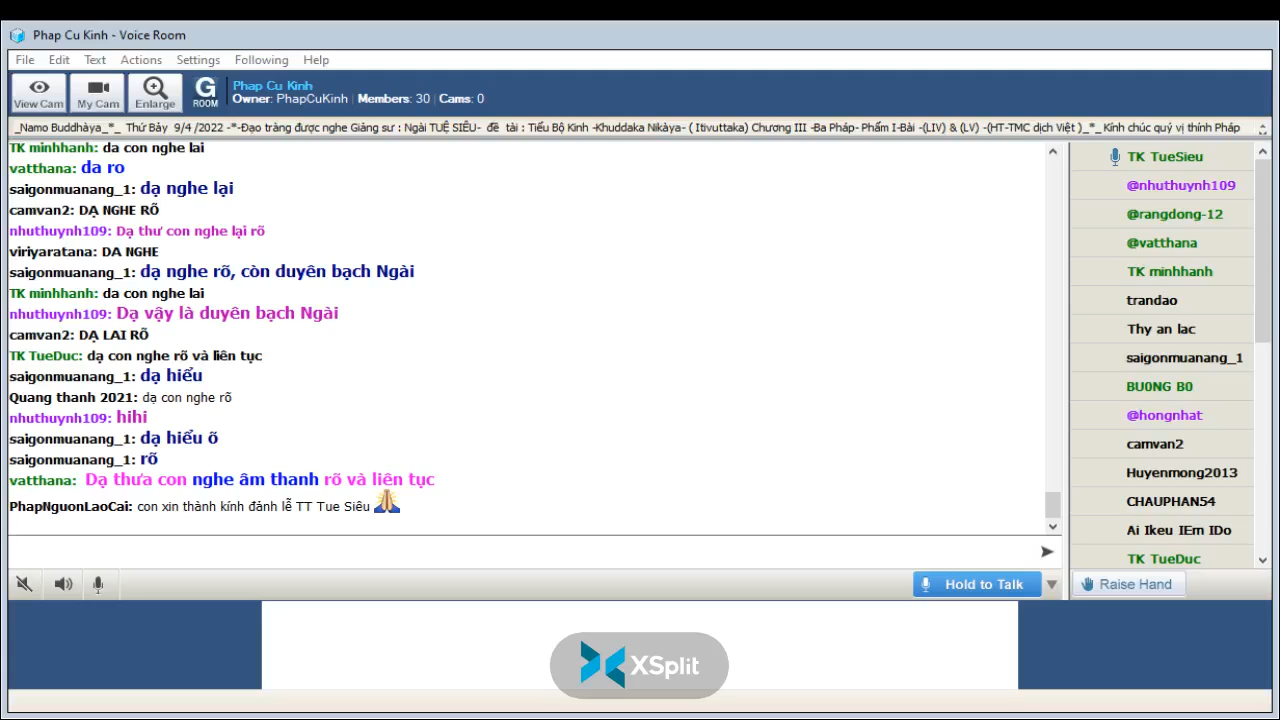 Phap Cu Kinh - Voice Room
File Edit Text Actions Settings Following Help
View Cam
My Cam
Enlarge
G ROOM
Phap Cu Kinh
Owner: PhapCuKinh | Members: 30 | Cams: 0
_Namo Buddhàya_*_ Thứ Bảy 9/4 /2022 -*-Đạo tràng được nghe Giảng sư : Ngài TUỆ SIÊU- đề tài : Tiểu Bộ Kinh -Khuddaka Nikàya- ( Itivuttaka) Chương III -Ba Pháp- Phẩm I-Bài -(LIV) & (LV) -(HT-TMC dịch Việt )_*_ Kính chúc quý vị thính Pháp
TK minhhanh: da con nghe lai
vatthana: da ro
saigonmuanang_1: dạ nghe lại
camvan2: DẠ NGHE RÕ
nhuthuynh109: Dạ thư con nghe lại rõ
viriyaratana: DA NGHE
saigonmuanang_1: dạ nghe rõ, còn duyên bạch Ngài
TK minhhanh: da con nghe lai
nhuthuynh109: Dạ vậy là duyên bạch Ngài
camvan2: DẠ LAI RÕ
TK TueDuc: dạ con nghe rõ và liên tục
saigonmuanang_1: dạ hiểu
Quang thanh 2021: dạ con nghe rõ
nhuthuynh109: hihi
saigonmuanang_1: dạ hiểu õ
saigonmuanang_1: rõ
vatthana: Dạ thưa con nghe âm thanh rõ và liên tục
PhapNguonLaoCai: con xin thành kính đảnh lễ TT Tue Siêu
TK TueSieu
@nhuthuynh109
@rangdong-12
@vatthana
TK minhhanh
trandao
Thy an lac
saigonmuanang_1
BU0NG B0
@hongnhat
camvan2
Huyenmong2013
CHAUPHAN54
Ai Ikeu IEm IDo
TK TueDuc
Hold to Talk
Raise Hand
XSplit